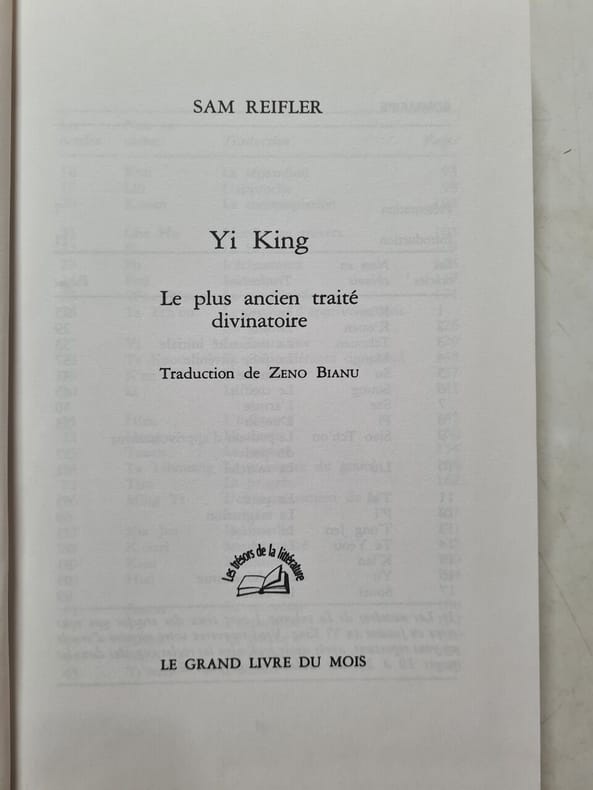 SAM REIFLER
Yi King
Le plus ancien traité
divinatoire
Traduction de ZENO BIANU
Les trésors de la littérature
LE GRAND LIVRE DU MOIS